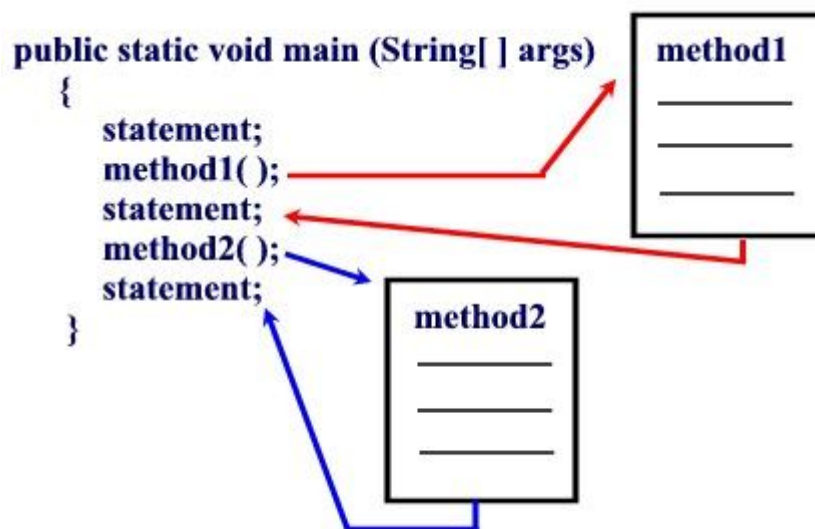 public static void main (String[ ] args)
{
statement;
method1( );
statement;
method2( );
statement;
}
method1
method2